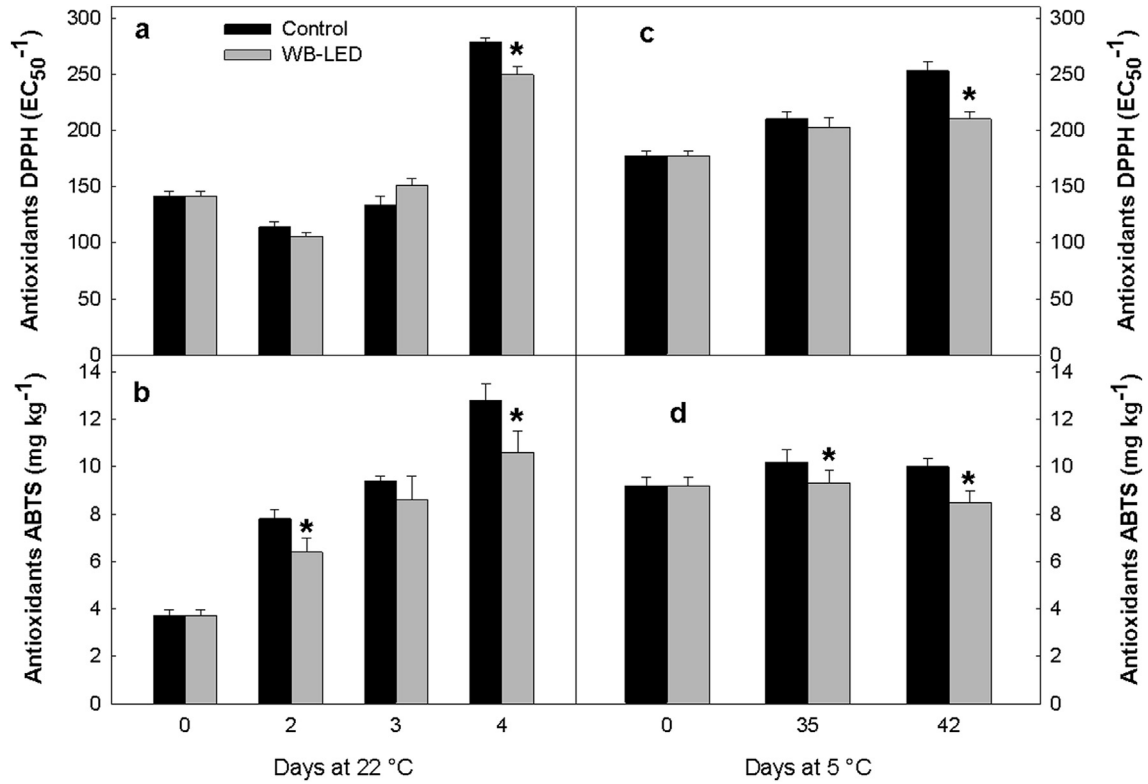 a
Control
WB-LED
*
c
*
300
250
200
150
100
50
0
Antioxidants DPPH (EC50-1)
300
250
200
150
100
50
0
Antioxidants DPPH (EC50-1)
b
*
*
d
*
*
14
12
10
8
6
4
2
0
Antioxidants ABTS (mg kg-1)
14
12
10
8
6
4
2
0
Antioxidants ABTS (mg kg-1)
0 2 3 4
Days at 22 °C
0 35 42
Days at 5 °C